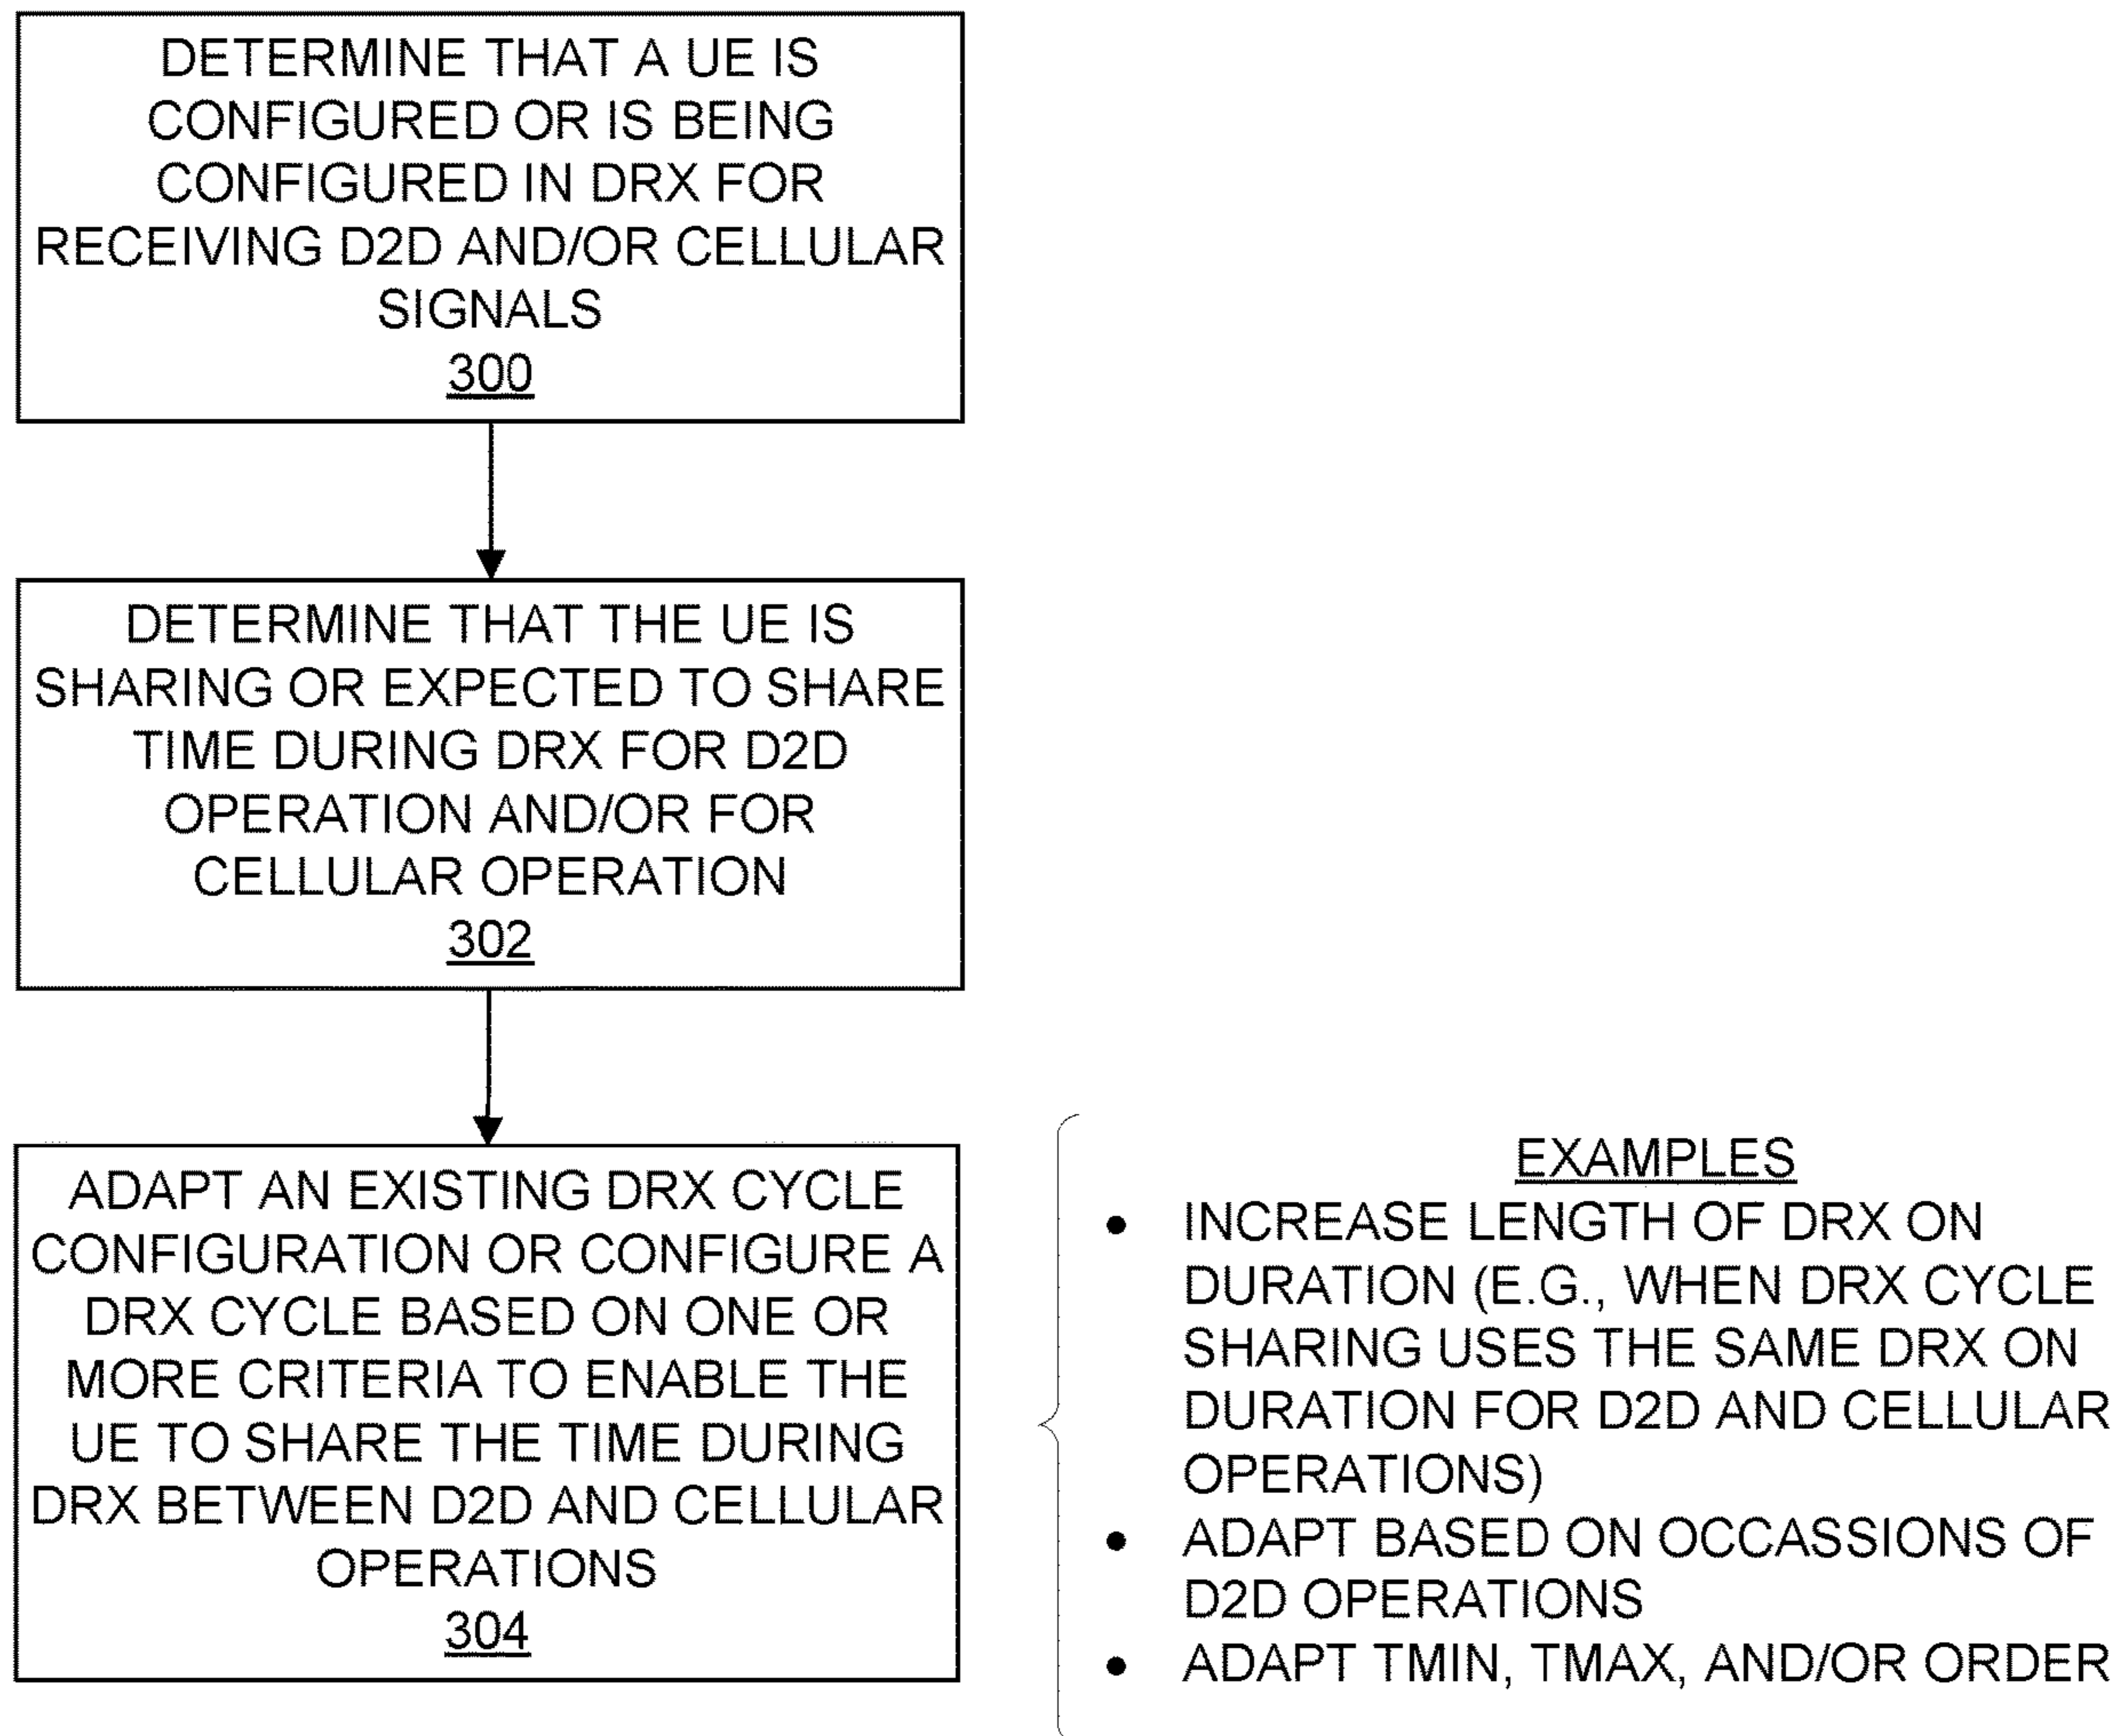 DETERMINE THAT A UE IS
CONFIGURED OR IS BEING
CONFIGURED IN DRX FOR
RECEIVING D2D AND/OR CELLULAR
SIGNALS
300
DETERMINE THAT THE UE IS
SHARING OR EXPECTED TO SHARE
TIME DURING DRX FOR D2D
OPERATION AND/OR FOR
CELLULAR OPERATION
302
ADAPT AN EXISTING DRX CYCLE
CONFIGURATION OR CONFIGURE A
DRX CYCLE BASED ON ONE OR
MORE CRITERIA TO ENABLE THE
UE TO SHARE THE TIME DURING
DRX BETWEEN D2D AND CELLULAR
OPERATIONS
304
EXAMPLES
• INCREASE LENGTH OF DRX ON
DURATION (E.G., WHEN DRX CYCLE
SHARING USES THE SAME DRX ON
DURATION FOR D2D AND CELLULAR
OPERATIONS)
• ADAPT BASED ON OCCASSIONS OF
D2D OPERATIONS
• ADAPT TMIN, TMAX, AND/OR ORDER